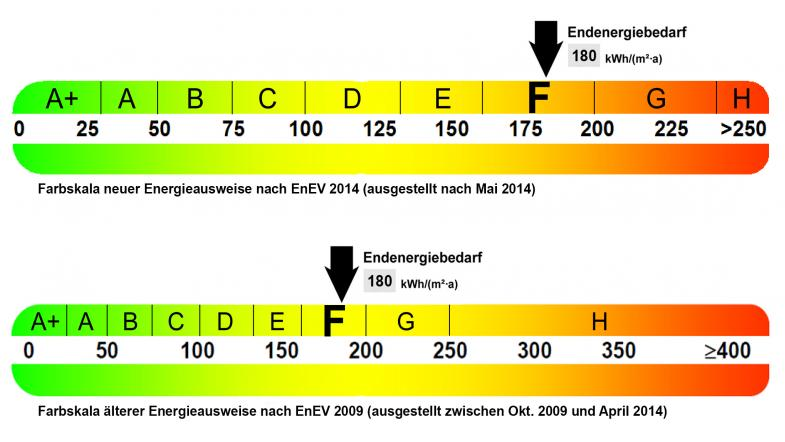 Endenergiebedarf
180 kWh/(m²·a)
A+ A B C D E F G H
0 25 50 75 100 125 150 175 200 225 >250
Farbskala neuer Energieausweise nach EnEV 2014 (ausgestellt nach Mai 2014)
Endenergiebedarf
180 kWh/(m²·a)
A+ A B C D E F G H
0 50 100 150 200 250 300 350 ≥400
Farbskala älterer Energieausweise nach EnEV 2009 (ausgestellt zwischen Okt. 2009 und April 2014)